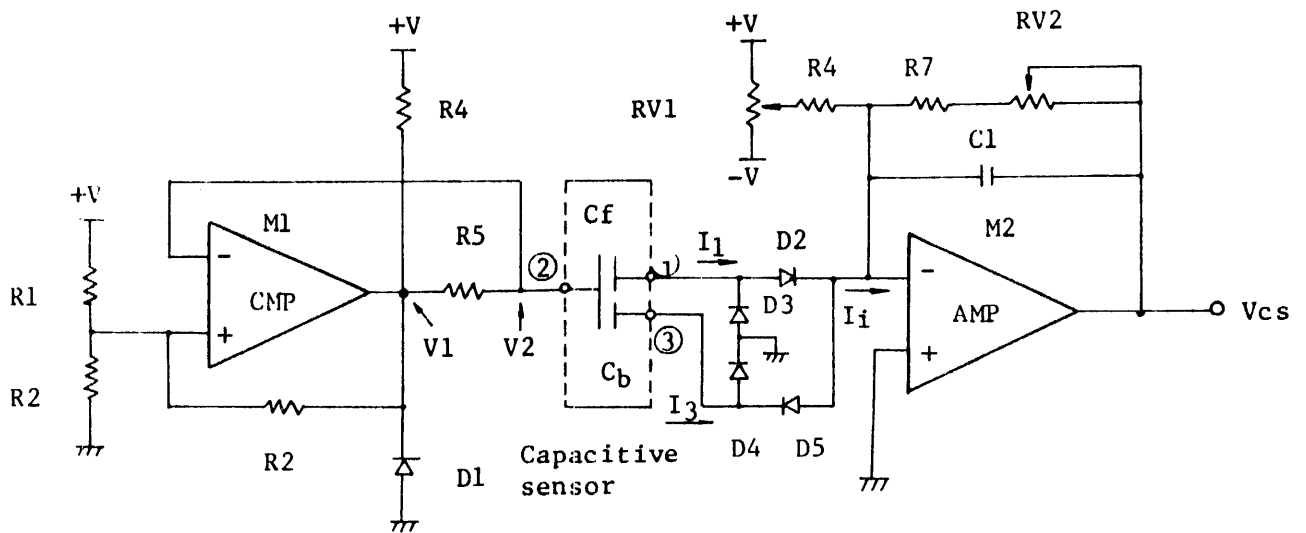 +V
R4
+V
R1
R2
M1
CMP
-
+
R2
D1
V1
R5
V2
②
Cf
Cb
1)
③
Capacitive
sensor
I1
I3
D2
D3
D4
D5
Ii
+V
RV1
-V
R4
R7
RV2
C1
M2
AMP
-
+
Vcs